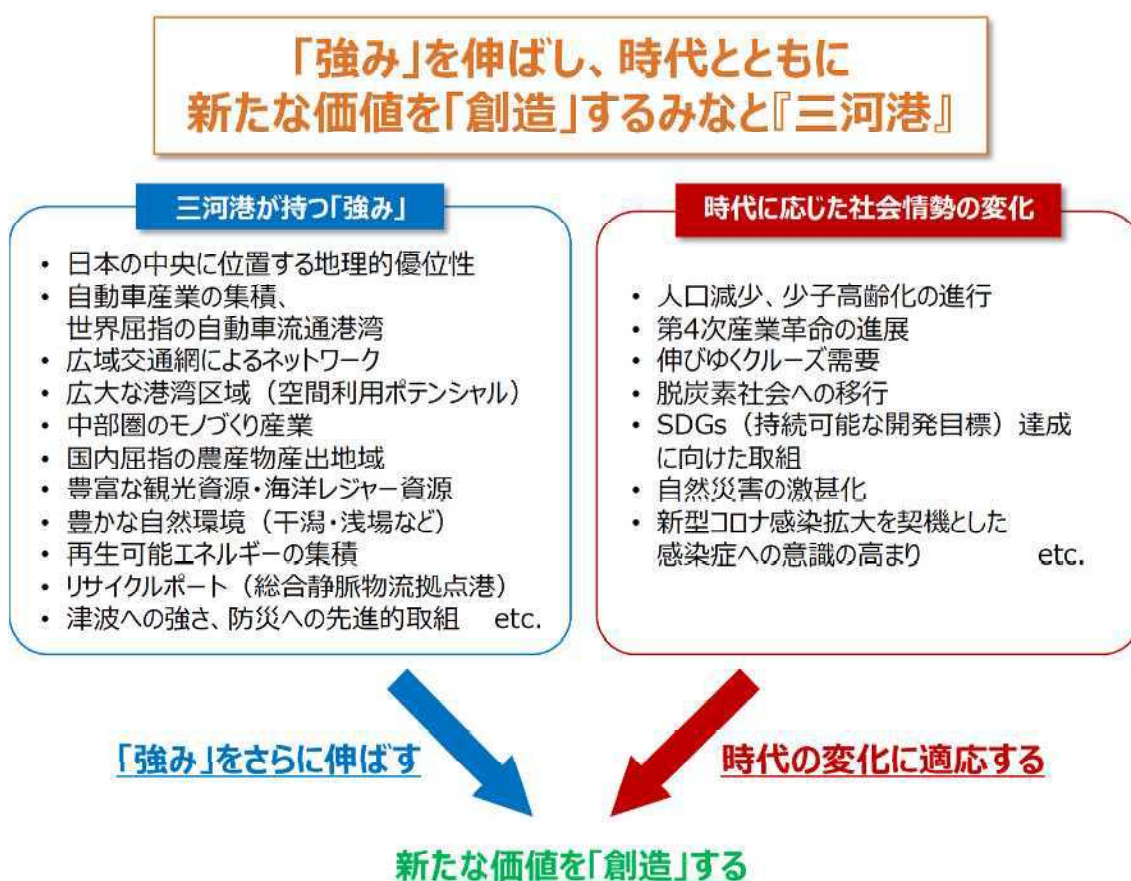 「強み」を伸ばし、時代とともに
新たな価値を「創造」するみなと『三河港』
三河港が持つ「強み」
• 日本の中央に位置する地理的優位性
• 自動車産業の集積、
世界屈指の自動車流通港湾
• 広域交通網によるネットワーク
• 広大な港湾区域（空間利用ポテンシャル）
• 中部圏のモノづくり産業
• 国内屈指の農産物産出地域
• 豊富な観光資源・海洋レジャー資源
• 豊かな自然環境（干潟・浅場など）
• 再生可能エネルギーの集積
• リサイクルポート（総合静脈物流拠点港）
• 津波への強さ、防災への先進的取組 etc.
時代に応じた社会情勢の変化
• 人口減少、少子高齢化の進行
• 第4次産業革命の進展
• 伸びゆくクルーズ需要
• 脱炭素社会への移行
• SDGs（持続可能な開発目標）達成
に向けた取組
• 自然災害の激甚化
• 新型コロナ感染拡大を契機とした
感染症への意識の高まり etc.
「強み」をさらに伸ばす
時代の変化に適応する
新たな価値を「創造」する